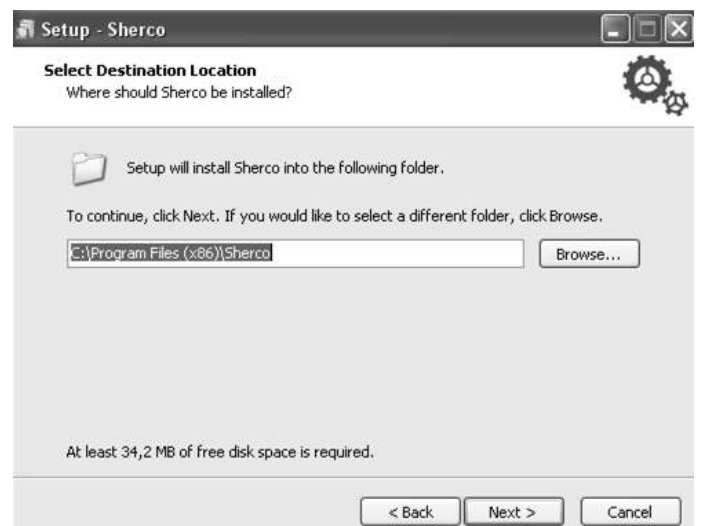 Setup - Sherco
Select Destination Location
Where should Sherco be installed?
Setup will install Sherco into the following folder.
To continue, click Next. If you would like to select a different folder, click Browse.
C:\Program Files (x86)\Sherco
Browse...
At least 34,2 MB of free disk space is required.
< Back Next > Cancel